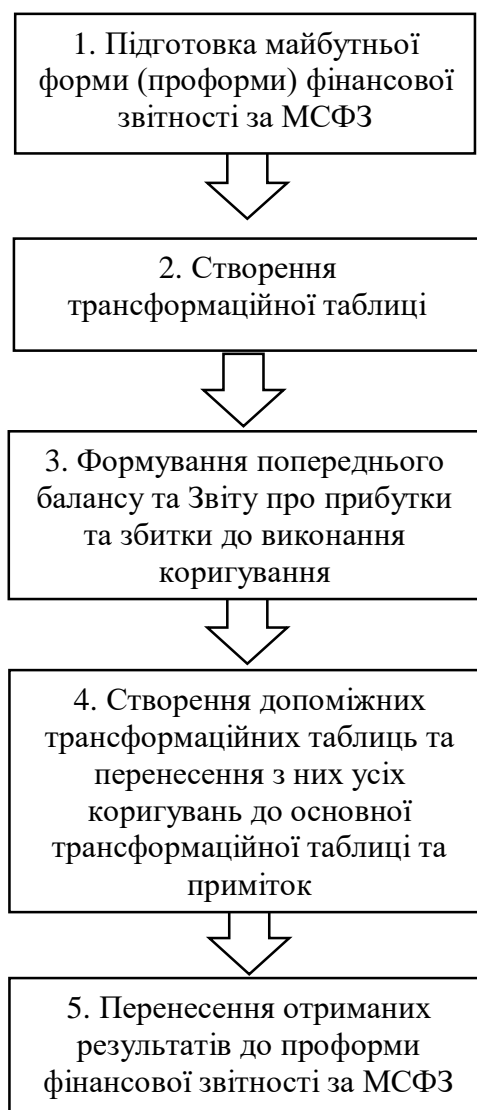 1. Підготовка майбутньої
форми (проформи) фінансової
звітності за МСФЗ
2. Створення
трансформаційної таблиці
3. Формування попереднього
балансу та Звіту про прибутки
та збитки до виконання
коригування
4. Створення допоміжних
трансформаційних таблиць та
перенесення з них усіх
коригувань до основної
трансформаційної таблиці та
приміток
5. Перенесення отриманих
результатів до проформи
фінансової звітності за МСФЗ